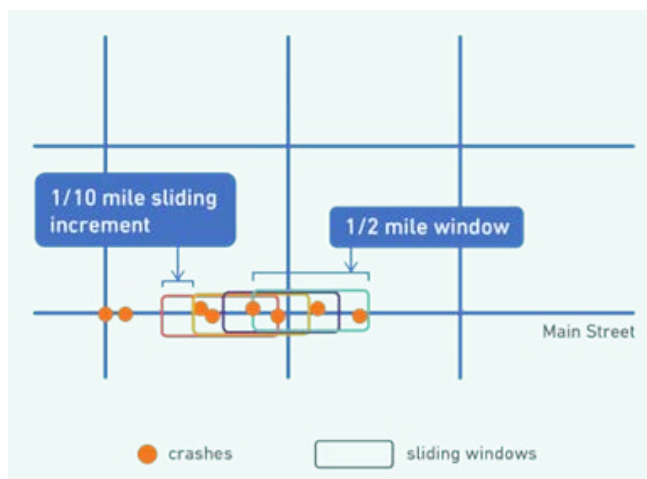 1/10 mile sliding
increment
1/2 mile window
Main Street
crashes
sliding windows